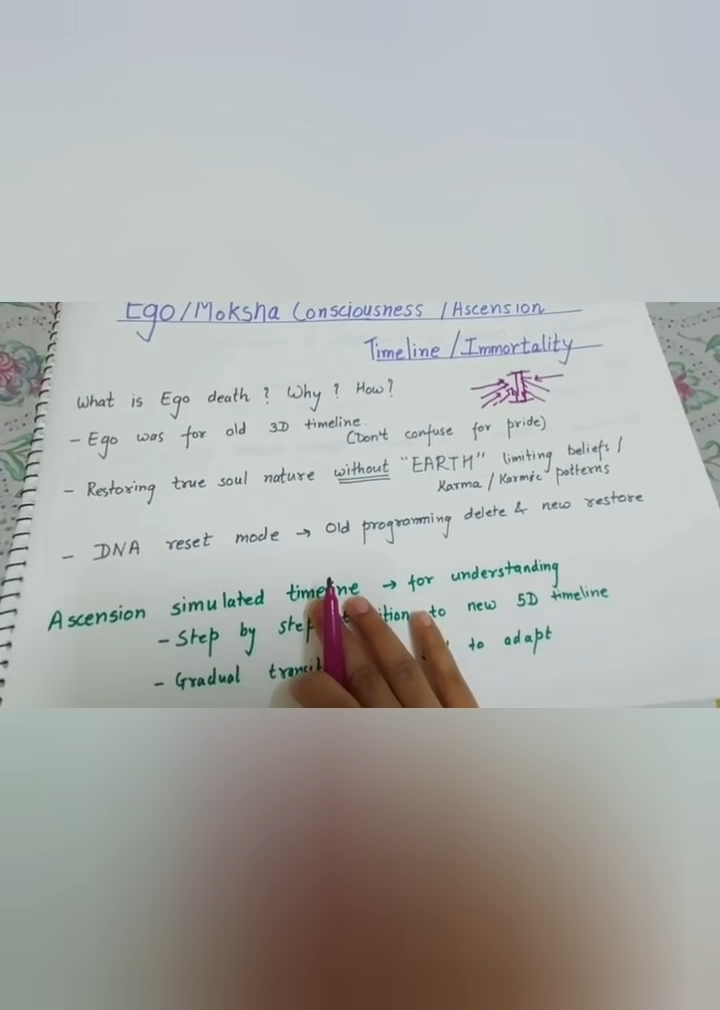 Ego/Moksha Consciousness /Ascension
Timeline /Immortality
What is Ego death ? Why ? How ?
- Ego was for old 3D timeline.
(Don't confuse for pride)
- Restoring true soul nature without "EARTH" limiting beliefs /
Karma / Karmic patterns
- DNA reset mode → Old programming delete & new restore
Ascension simulated timeline → for understanding
- Step by step to new 5D timeline
- Gradual to adapt